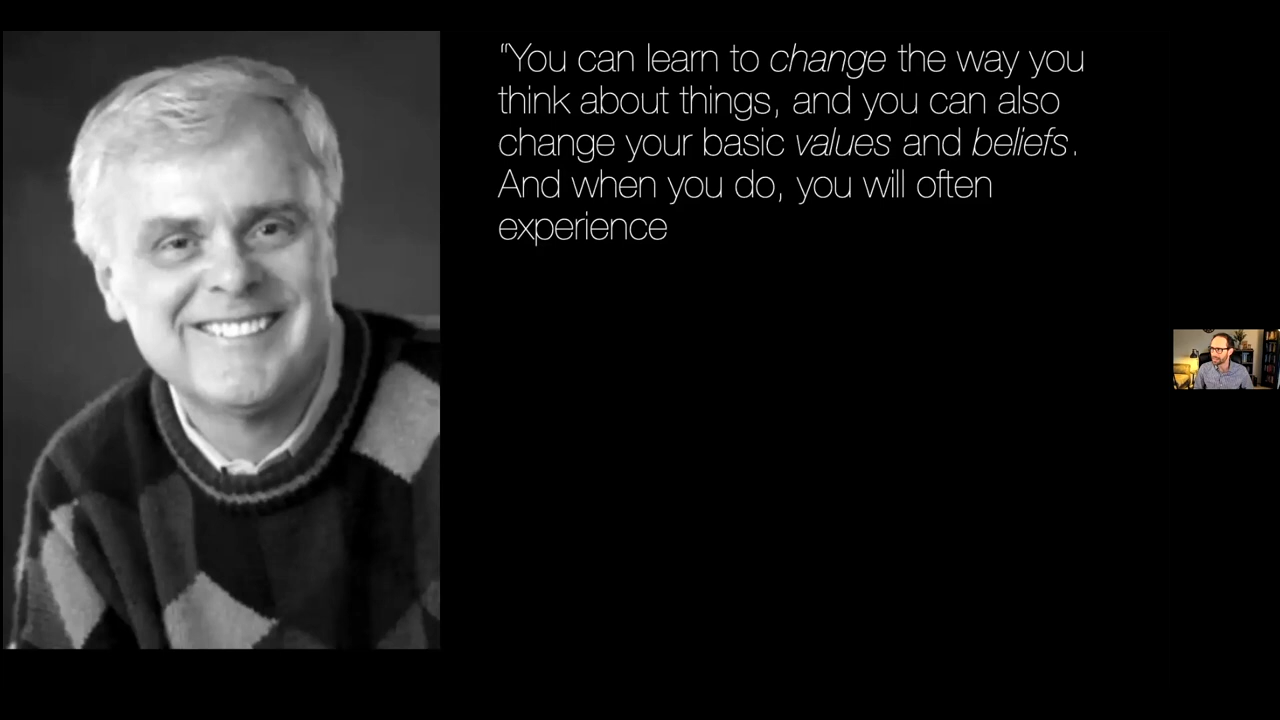 "You can learn to change the way you
think about things, and you can also
change your basic values and beliefs.
And when you do, you will often
experience